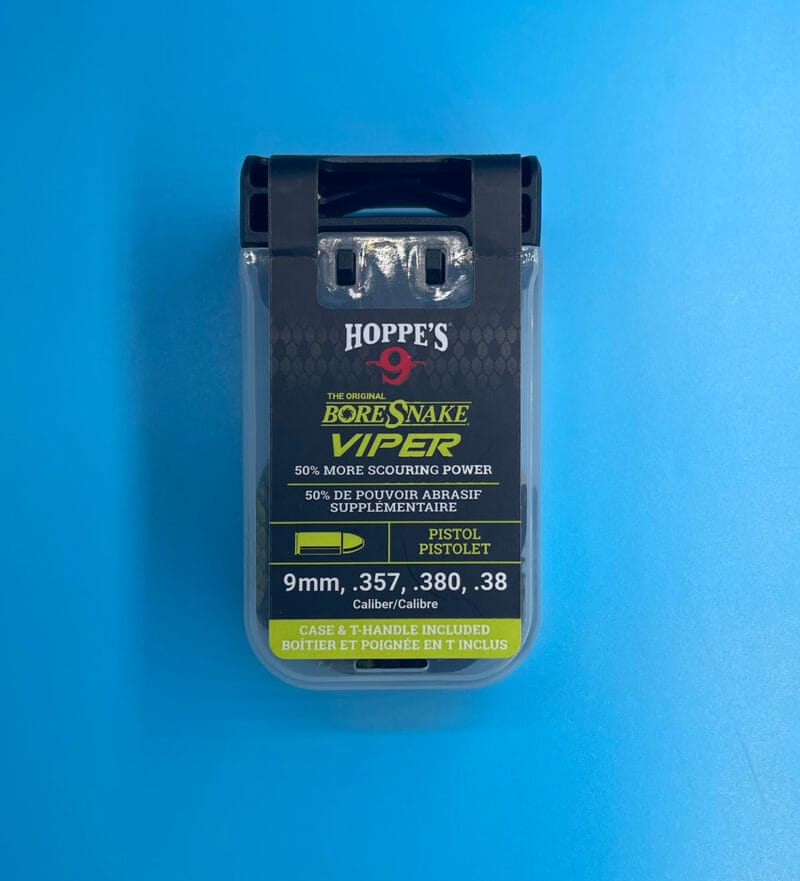 HOPPE'S®
9
THE ORIGINAL
BORESNAKE®
VIPER
50% MORE SCOURING POWER
50% DE POUVOIR ABRASIF
SUPPLÉMENTAIRE
PISTOL
PISTOLET
9mm, .357, .380, .38
Caliber/Calibre
CASE & T-HANDLE INCLUDED
BOÎTIER ET POIGNÉE EN T INCLUS